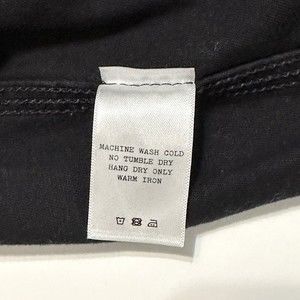 MACHINE WASH COLD
NO TUMBLE DRY
HANG DRY ONLY
WARM IRON